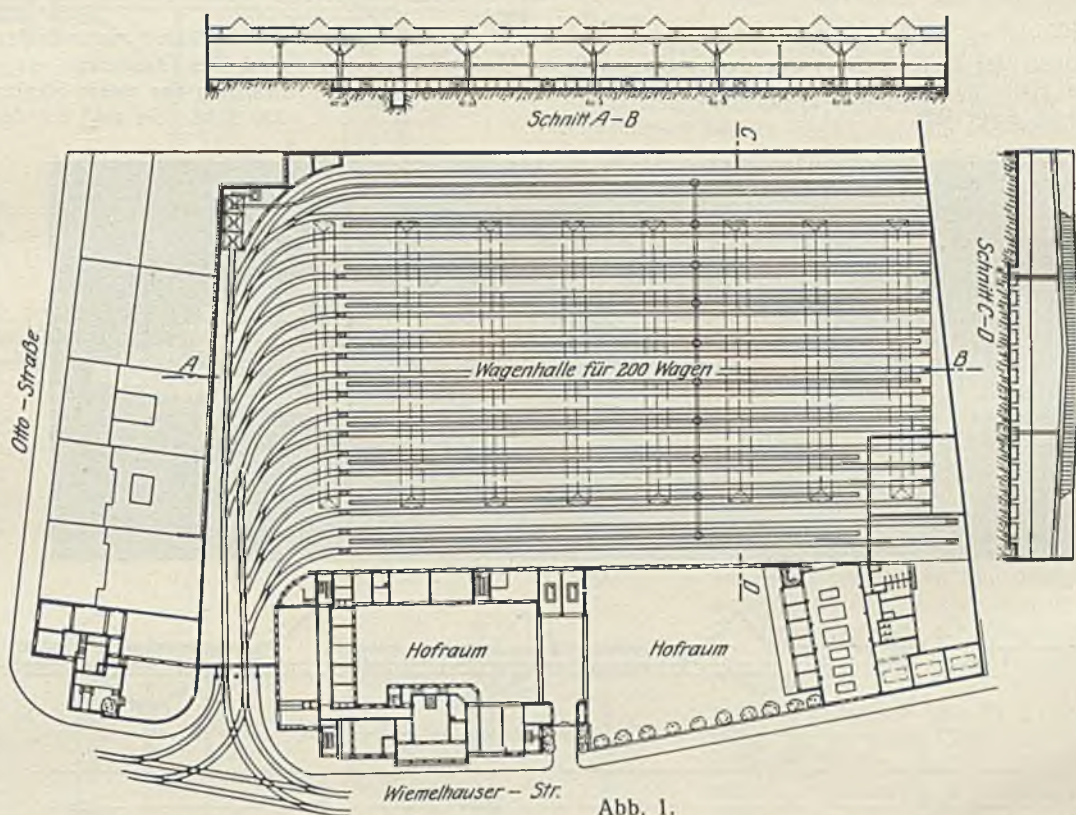 Schnitt A-B
C
Schnitt C-D
Otto-Straße
A
Wagenhalle für 200 Wagen
B
D
Hofraum
Hofraum
Wiemelhauser-Str.
Abb. 1.